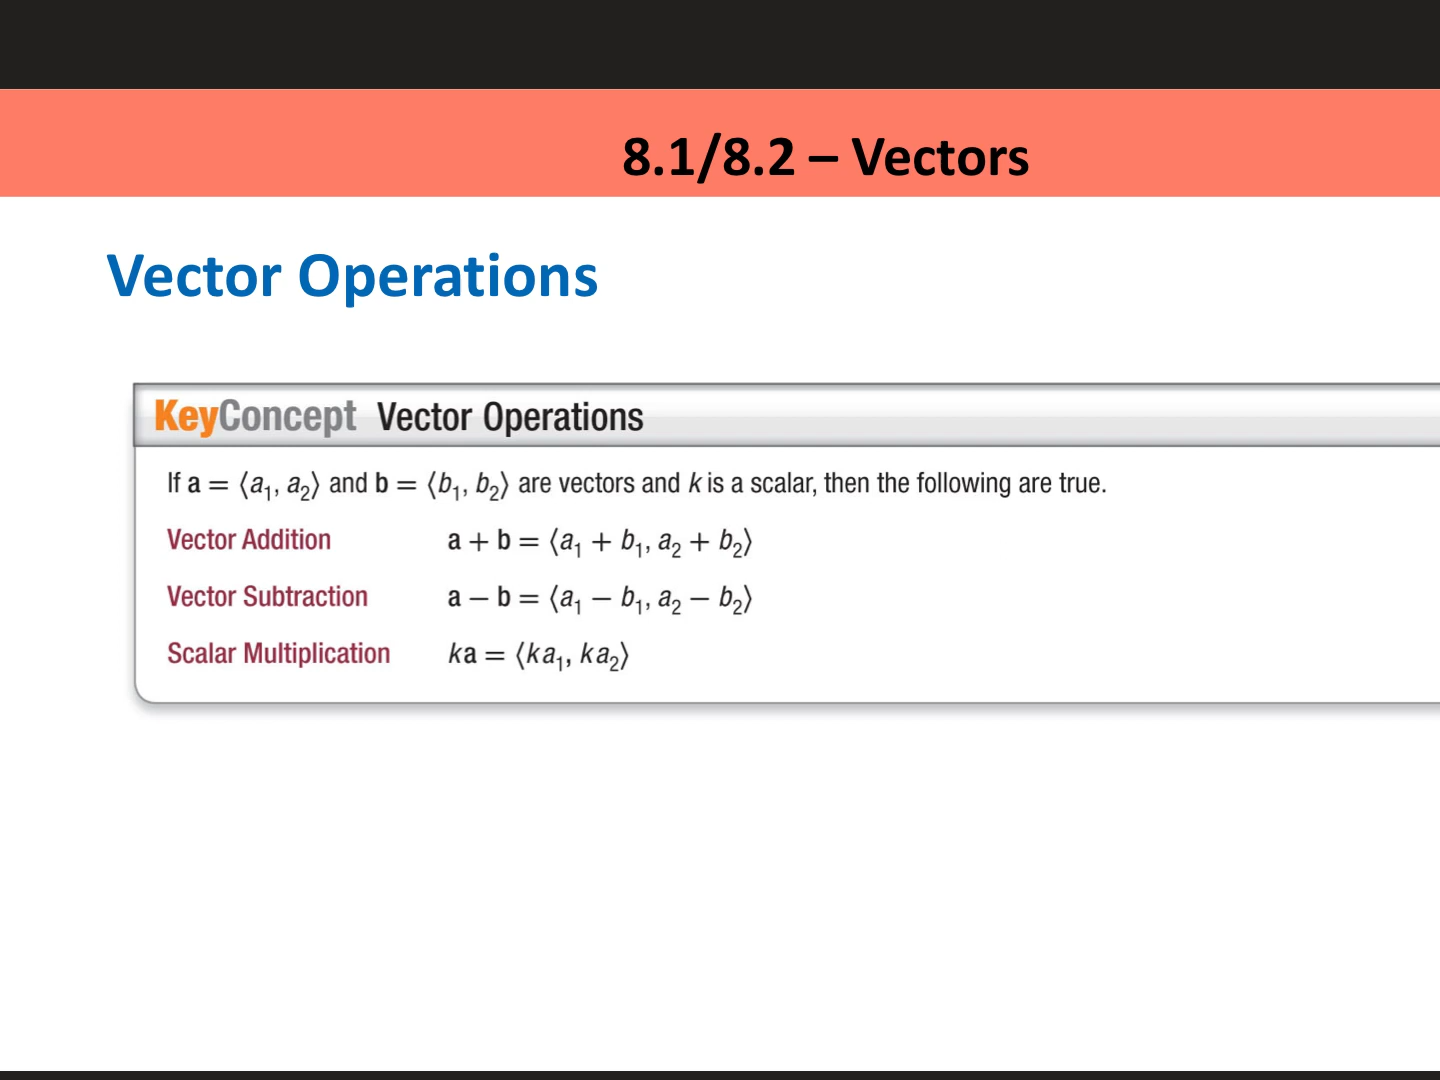 8.1/8.2 – Vectors
Vector Operations
KeyConcept Vector Operations
If a = ⟨a₁, a₂⟩ and b = ⟨b₁, b₂⟩ are vectors and k is a scalar, then the following are true.
Vector Addition a + b = ⟨a₁ + b₁, a₂ + b₂⟩
Vector Subtraction a − b = ⟨a₁ − b₁, a₂ − b₂⟩
Scalar Multiplication ka = ⟨ka₁, ka₂⟩